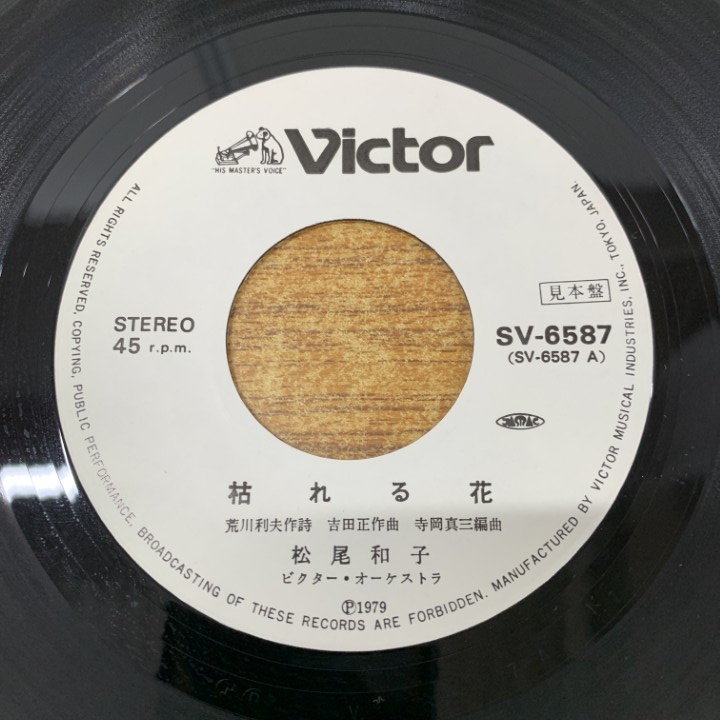 Victor
"HIS MASTER'S VOICE"
見本盤
STEREO
45 r.p.m.
SV-6587
(SV-6587 A)
枯れる花
荒川利夫作詩 吉田正作曲 寺岡真三編曲
松尾和子
ビクター・オーケストラ
Ⓟ1979
ALL RIGHTS RESERVED, COPYING, PUBLIC PERFORMANCE, BROADCASTING OF THESE RECORDS ARE FORBIDDEN. MANUFACTURED BY VICTOR MUSICAL INDUSTRIES, INC., TOKYO, JAPAN.